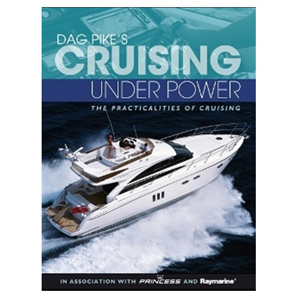 DAG PIKE'S
CRUISING
UNDER POWER
THE PRACTICALITIES OF CRUISING
IN ASSOCIATION WITH PRINCESS AND Raymarine®